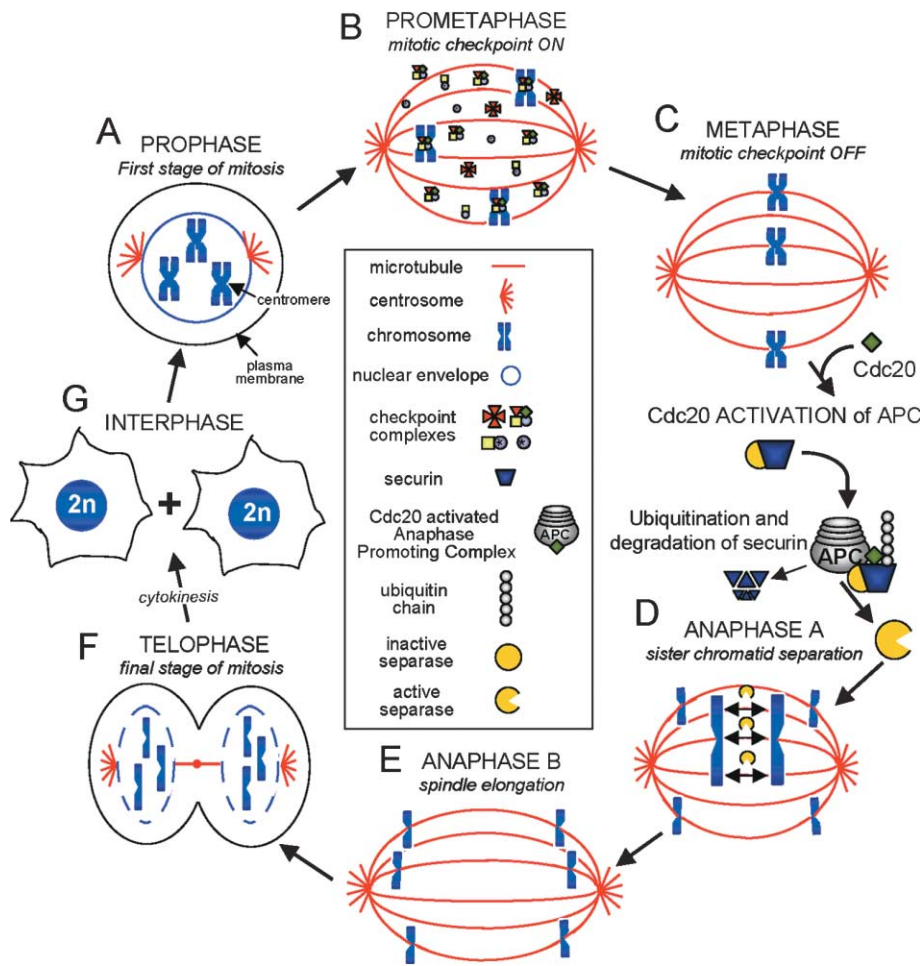 B
PROMETAPHASE
mitotic checkpoint ON
A
PROPHASE
First stage of mitosis
centromere
plasma
membrane
C
METAPHASE
mitotic checkpoint OFF
Cdc20
Cdc20 ACTIVATION of APC
Ubiquitination and
degradation of securin
APC
D
ANAPHASE A
sister chromatid separation
E
ANAPHASE B
spindle elongation
F
TELOPHASE
final stage of mitosis
cytokinesis
G
INTERPHASE
2n
+
2n
microtubule
centrosome
chromosome
nuclear envelope
checkpoint
complexes
securin
Cdc20 activated
Anaphase
Promoting Complex
APC
ubiquitin
chain
inactive
separase
active
separase